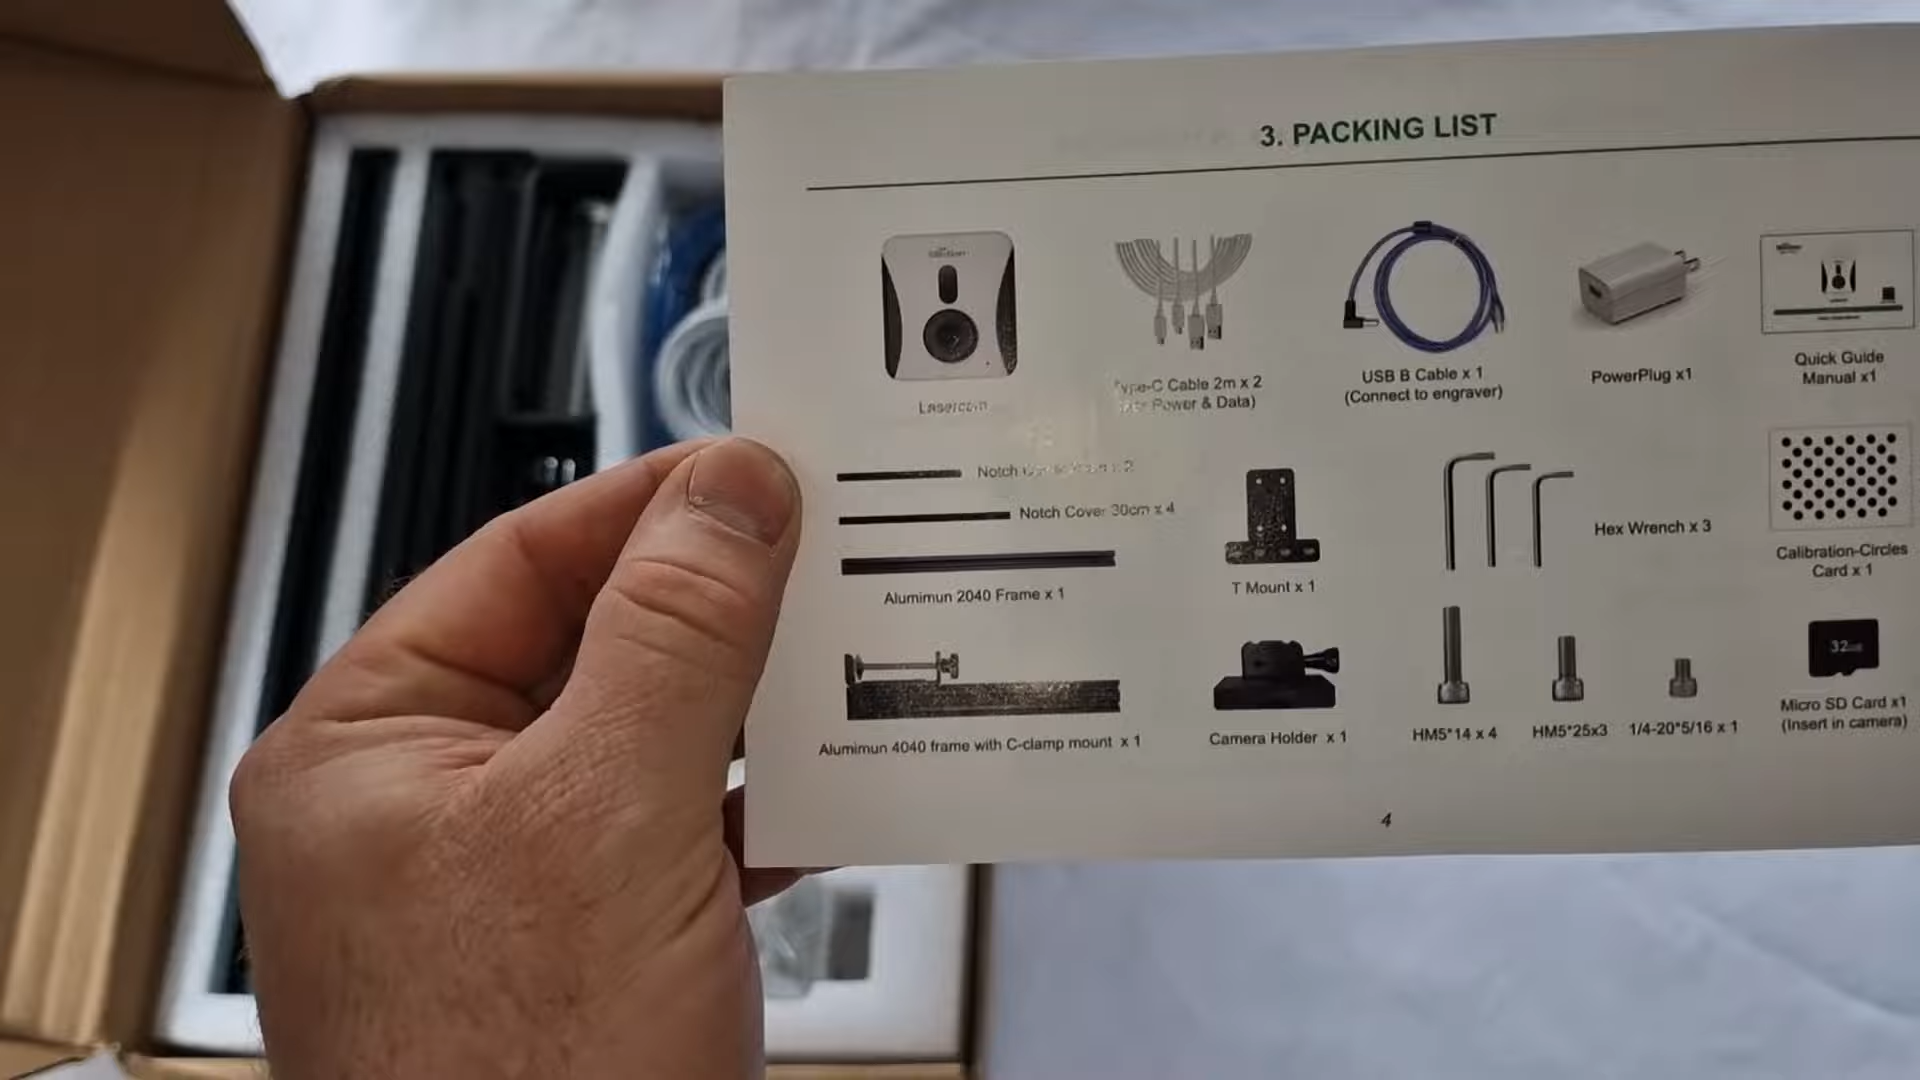 3. PACKING LIST
Lasercam
Type-C Cable 2m x 2
Power & Data)
USB B Cable x 1
(Connect to engraver)
PowerPlug x1
Quick Guide
Manual x1
Notch
Notch Cover 30cm x 4
Alumimun 2040 Frame x 1
T Mount x 1
Hex Wrench x 3
Calibration-Circles
Card x 1
Alumimun 4040 frame with C-clamp mount x 1
Camera Holder x 1
HM5*14 x 4
HM5*25x3
1/4-20*5/16 x 1
32
Micro SD Card x1
(Insert in camera)
4